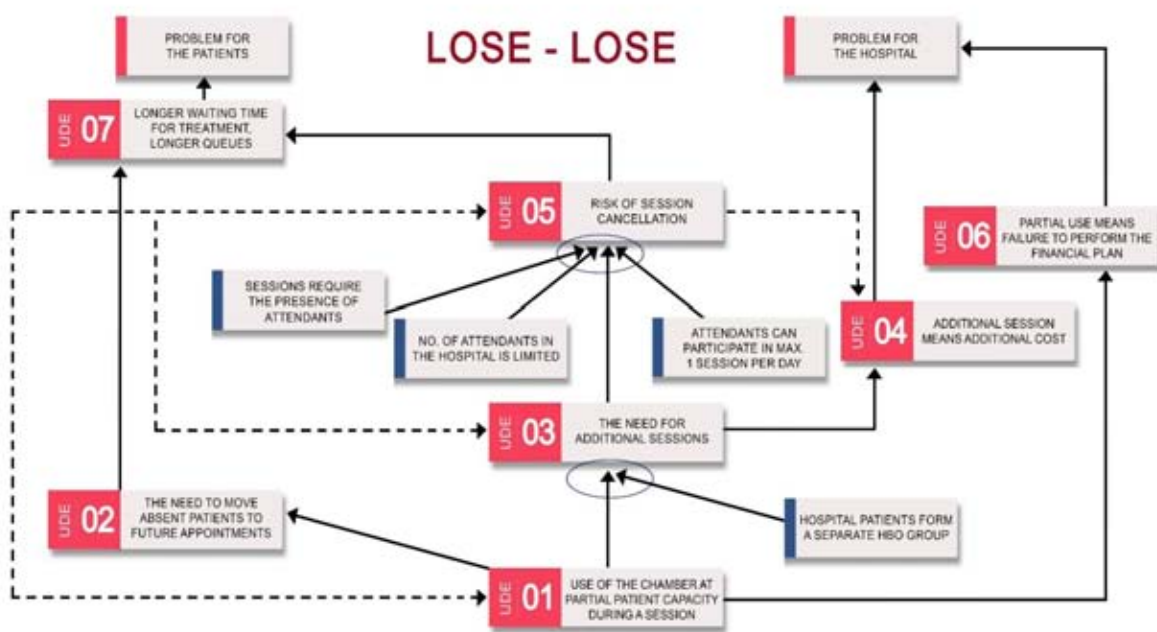 LOSE - LOSE
PROBLEM FOR
THE PATIENTS
PROBLEM FOR
THE HOSPITAL
UDE 07
LONGER WAITING TIME
FOR TREATMENT,
LONGER QUEUES
UDE 05
RISK OF SESSION
CANCELLATION
UDE 06
PARTIAL USE MEANS
FAILURE TO PERFORM THE
FINANCIAL PLAN
SESSIONS REQUIRE
THE PRESENCE OF
ATTENDANTS
NO. OF ATTENDANTS IN
THE HOSPITAL IS LIMITED
ATTENDANTS CAN
PARTICIPATE IN MAX.
1 SESSION PER DAY
UDE 04
ADDITIONAL SESSION
MEANS ADDITIONAL COST
UDE 03
THE NEED FOR
ADDITIONAL SESSIONS
UDE 02
THE NEED TO MOVE
ABSENT PATIENTS TO
FUTURE APPOINTMENTS
HOSPITAL PATIENTS FORM
A SEPARATE HBO GROUP
UDE 01
USE OF THE CHAMBER AT
PARTIAL PATIENT CAPACITY
DURING A SESSION